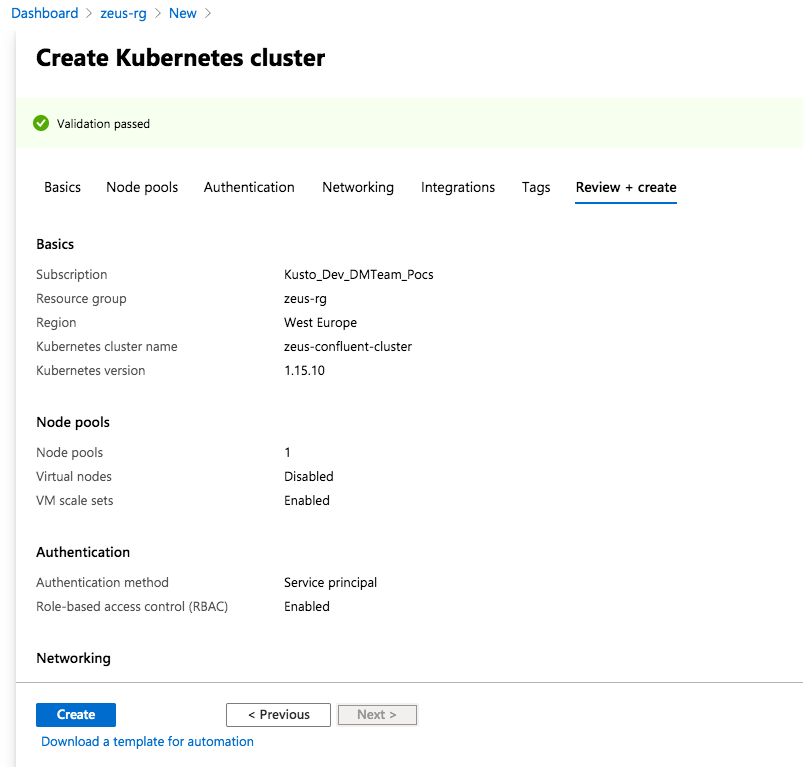 Dashboard > zeus-rg > New >
Create Kubernetes cluster
Validation passed
Basics Node pools Authentication Networking Integrations Tags Review + create
Basics
Subscription Kusto_Dev_DMTeam_Pocs
Resource group zeus-rg
Region West Europe
Kubernetes cluster name zeus-confluent-cluster
Kubernetes version 1.15.10
Node pools
Node pools 1
Virtual nodes Disabled
VM scale sets Enabled
Authentication
Authentication method Service principal
Role-based access control (RBAC) Enabled
Networking
Create < Previous Next >
Download a template for automation